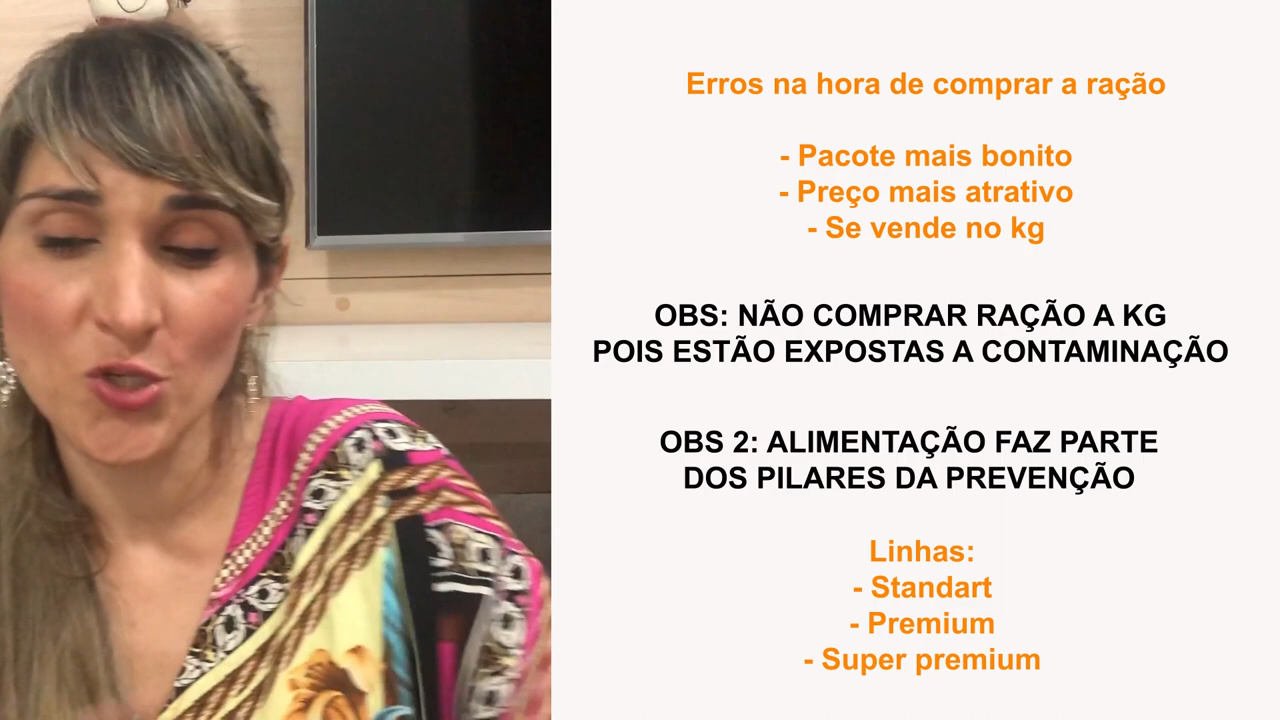 Erros na hora de comprar a ração
- Pacote mais bonito
- Preço mais atrativo
- Se vende no kg
OBS: NÃO COMPRAR RAÇÃO A KG
POIS ESTÃO EXPOSTAS A CONTAMINAÇÃO
OBS 2: ALIMENTAÇÃO FAZ PARTE
DOS PILARES DA PREVENÇÃO
Linhas:
- Standart
- Premium
- Super premium